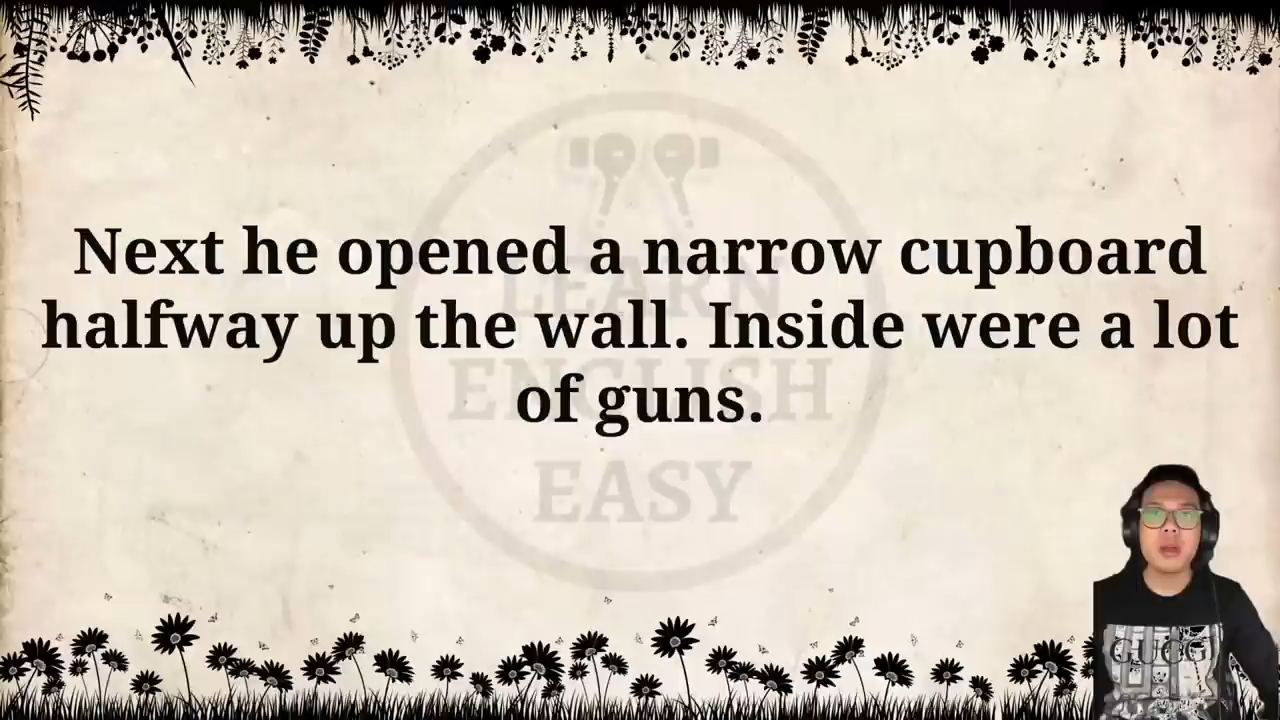 Next he opened a narrow cupboard
halfway up the wall. Inside were a lot
of guns.
LEARN
ENGLISH
EASY
GUCCI